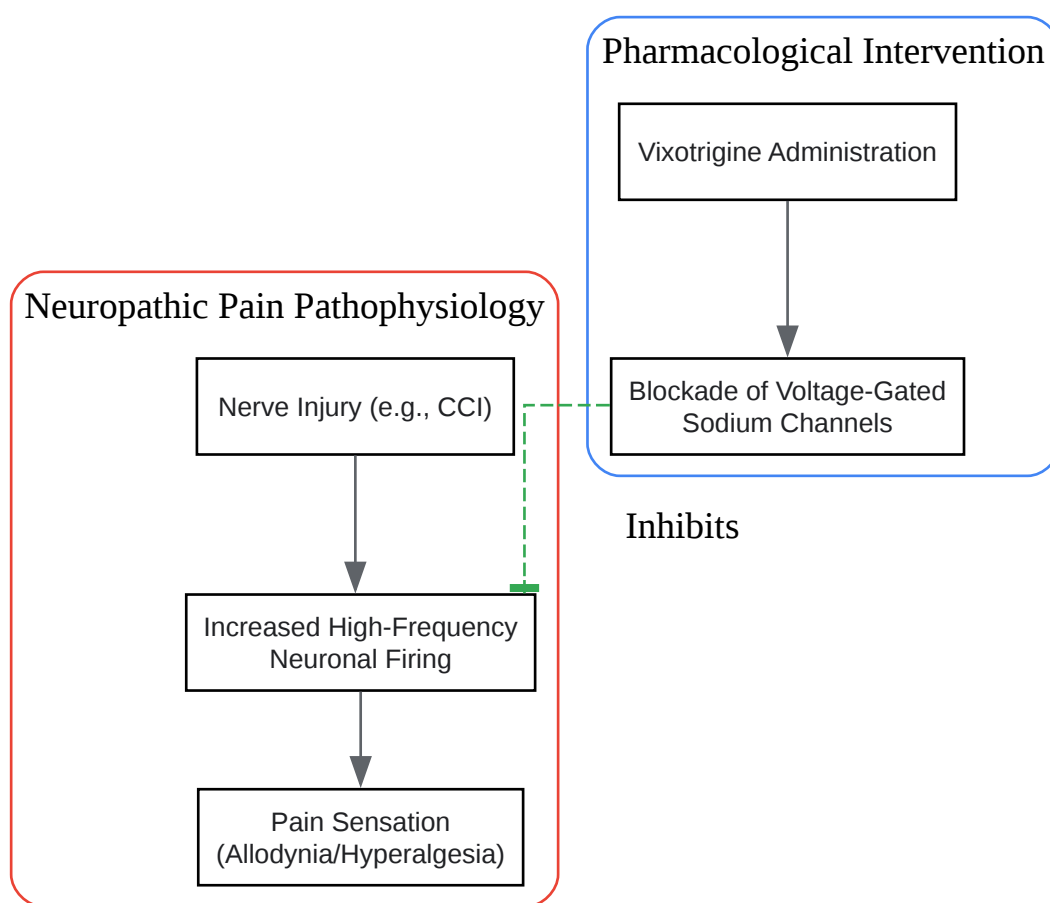 Pharmacological Intervention
Vixotrigine Administration
Blockade of Voltage-Gated
Sodium Channels
Inhibits
Neuropathic Pain Pathophysiology
Nerve Injury (e.g., CCI)
Increased High-Frequency
Neuronal Firing
Pain Sensation
(Allodynia/Hyperalgesia)